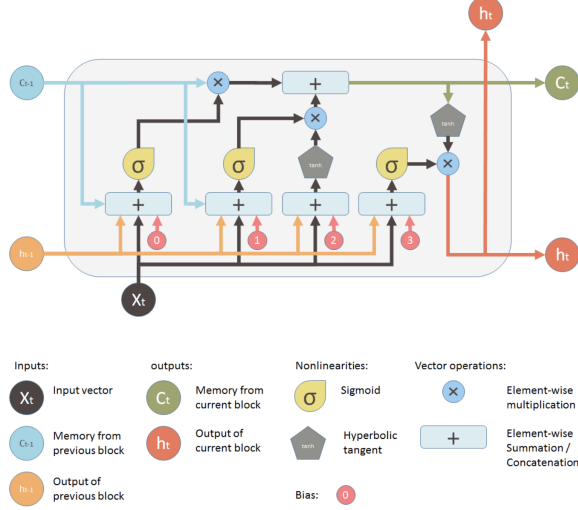 ht
Ct-1
×
+
Ct
tanh
σ
×
tanh
σ
σ
×
+
+
+
+
0
1
2
3
ht-1
ht
Xt
Inputs:
outputs:
Nonlinearities:
Vector operations:
Xt
Input vector
Ct
Memory from
current block
σ
Sigmoid
×
Element-wise
multiplication
Ct-1
Memory from
previous block
ht
Output of
current block
tanh
Hyperbolic
tangent
+
Element-wise
Summation /
Concatenation
ht-1
Output of
previous block
Bias:
0